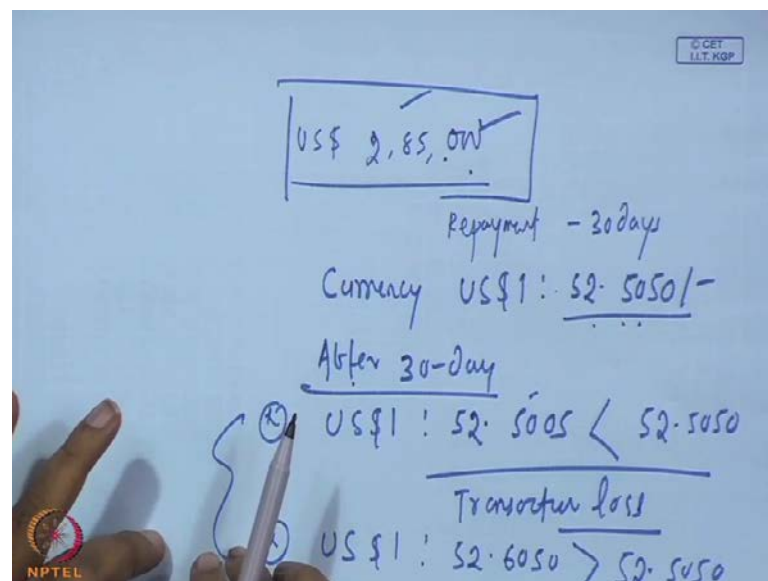 © CET
I.I.T. KGP
US$ 2,85,000
Repayment - 30 days
Currency US$1: 52.5050/-
After 30-day
US$1 : 52.5005 < 52.5050
loss
US$1 : 52.6050 > 52.5050
NPTEL